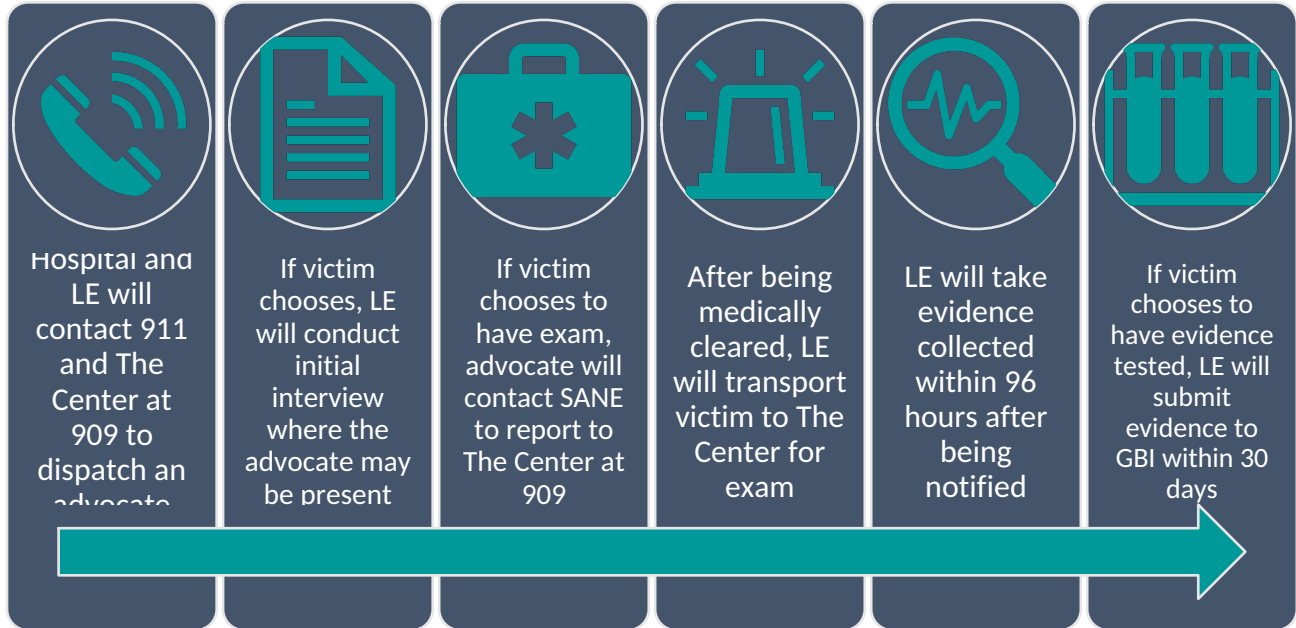 Hospital and
LE will
contact 911
and The
Center at
909 to
dispatch an
advocate
If victim
chooses, LE
will conduct
initial
interview
where the
advocate may
be present
If victim
chooses to
have exam,
advocate will
contact SANE
to report to
The Center at
909
After being
medically
cleared, LE
will transport
victim to The
Center for
exam
LE will take
evidence
collected
within 96
hours after
being
notified
If victim
chooses to
have evidence
tested, LE will
submit
evidence to
GBI within 30
days